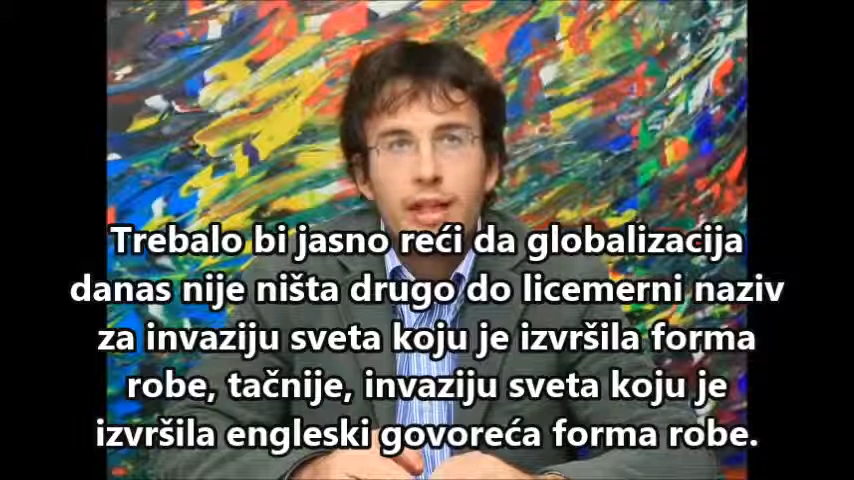 Trebalo bi jasno reći da globalizacija
danas nije ništa drugo do licemerni naziv
za invaziju sveta koju je izvršila forma
robe, tačnije, invaziju sveta koju je
izvršila engleski govoreća forma robe.